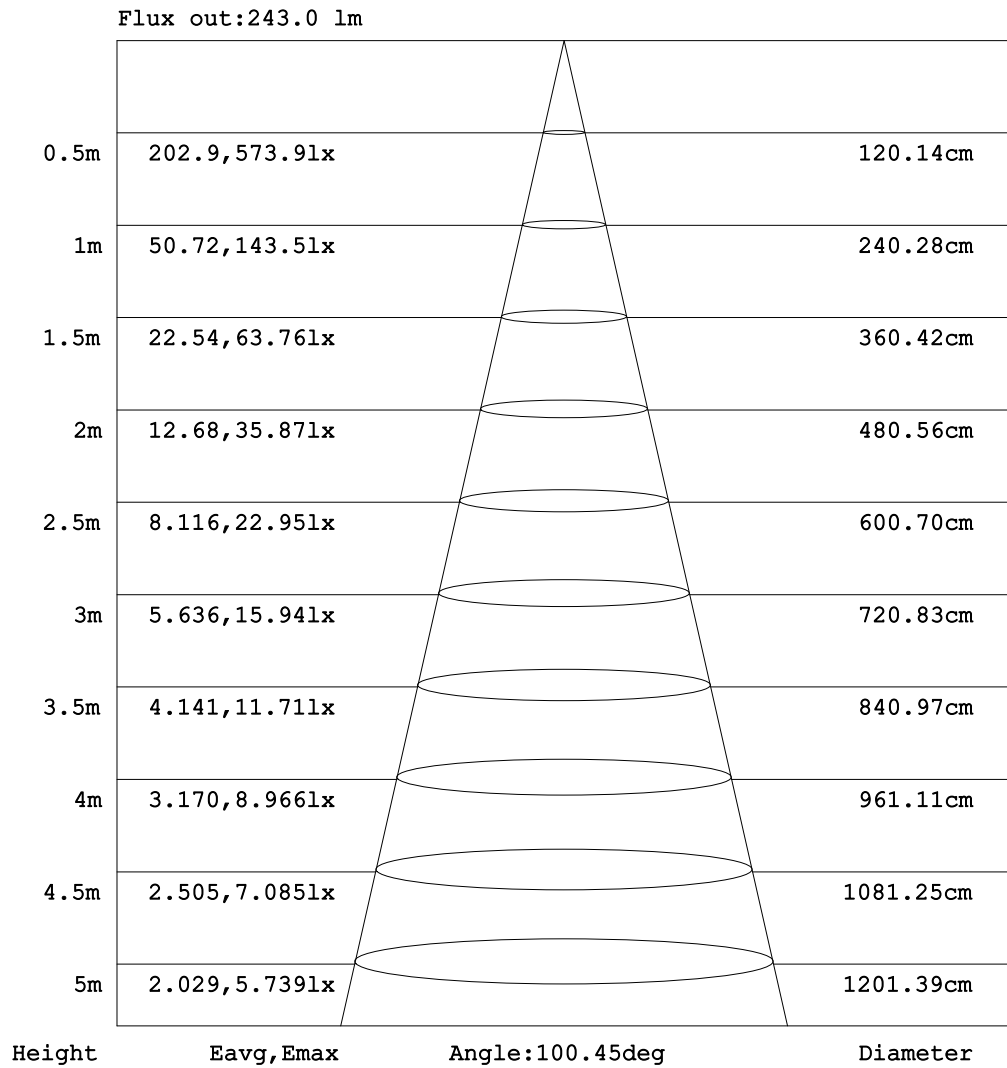 Flux out:243.0 lm
0.5m 202.9,573.9lx 120.14cm
1m 50.72,143.5lx 240.28cm
1.5m 22.54,63.76lx 360.42cm
2m 12.68,35.87lx 480.56cm
2.5m 8.116,22.95lx 600.70cm
3m 5.636,15.94lx 720.83cm
3.5m 4.141,11.71lx 840.97cm
4m 3.170,8.966lx 961.11cm
4.5m 2.505,7.085lx 1081.25cm
5m 2.029,5.739lx 1201.39cm
Height Eavg,Emax Angle:100.45deg Diameter